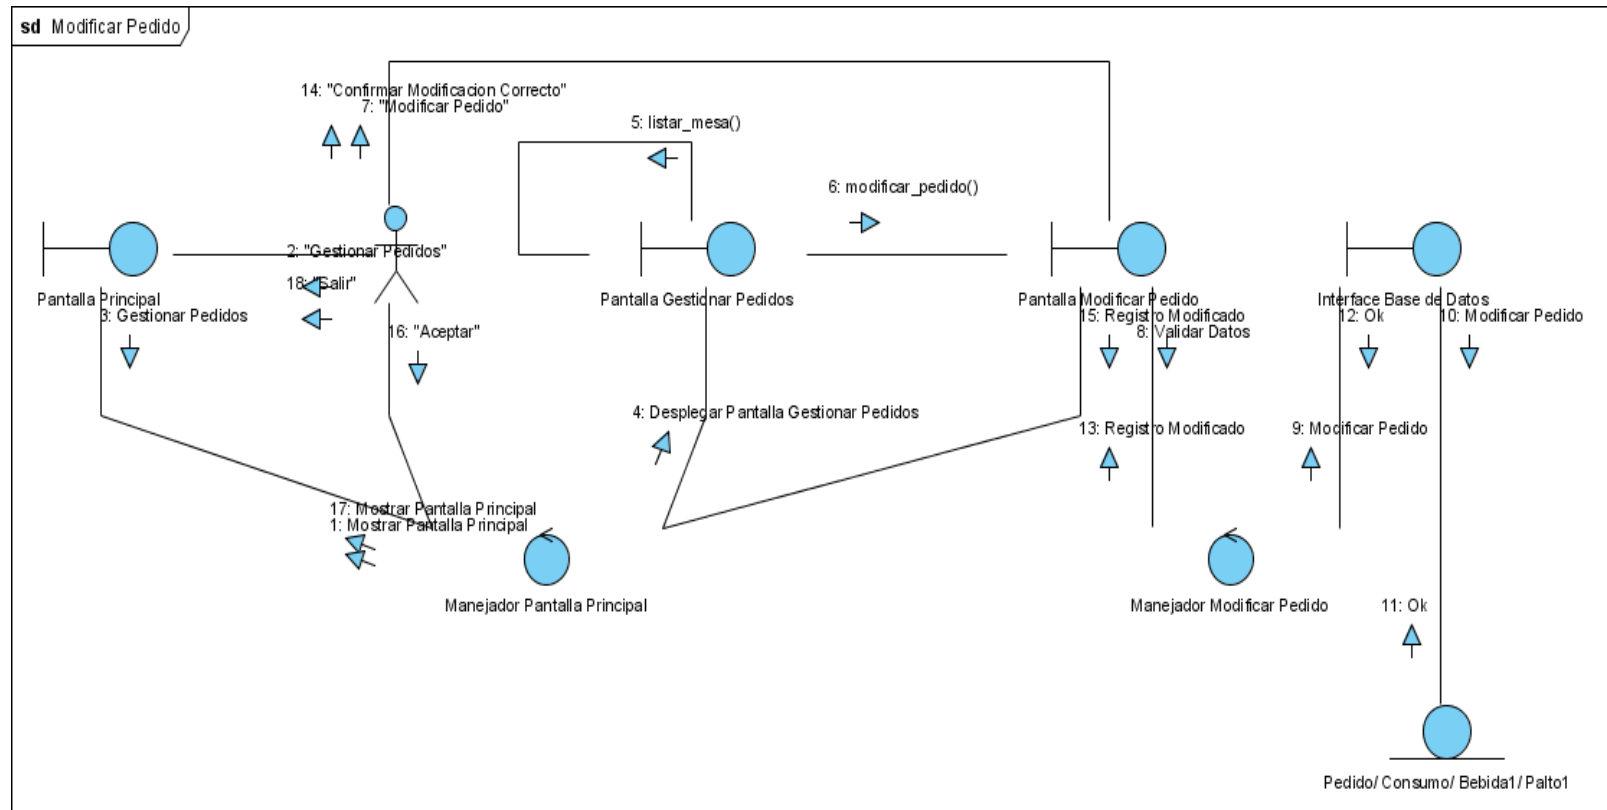 sd Modificar Pedido
14: "Confirmar Modificacion Correcto"
7: "Modificar Pedido"
5: listar_mesa()
6: modificar_pedido()
2: "Gestionar Pedidos"
18: "Salir"
Pantalla Principal
Pantalla Gestionar Pedidos
Pantalla Modificar Pedido
Interface Base de Datos
3: Gestionar Pedidos
15: Registro Modificado
12: Ok
10: Modificar Pedido
16: "Aceptar"
8: Validar Datos
4: Desplegar Pantalla Gestionar Pedidos
13: Registro Modificado
9: Modificar Pedido
17: Mostrar Pantalla Principal
1: Mostrar Pantalla Principal
Manejador Pantalla Principal
Manejador Modificar Pedido
11: Ok
Pedido/ Consumo/ Bebida1/ Palto1